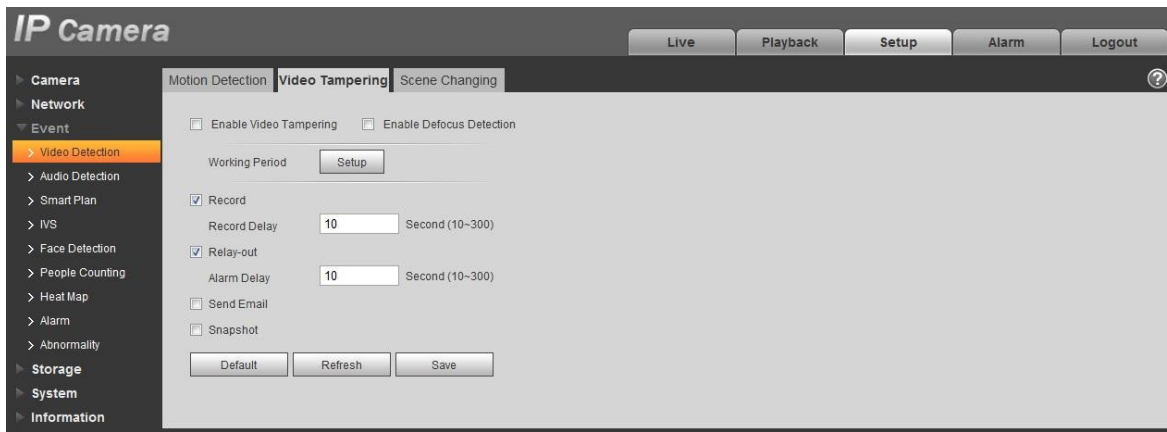 IP Camera
Live
Playback
Setup
Alarm
Logout
Camera
Network
Event
Video Detection
Audio Detection
Smart Plan
IVS
Face Detection
People Counting
Heat Map
Alarm
Abnormality
Storage
System
Information
Motion Detection
Video Tampering
Scene Changing
?
Enable Video Tampering
Enable Defocus Detection
Working Period
Setup
Record
Record Delay
10
Second (10~300)
Relay-out
Alarm Delay
10
Second (10~300)
Send Email
Snapshot
Default
Refresh
Save